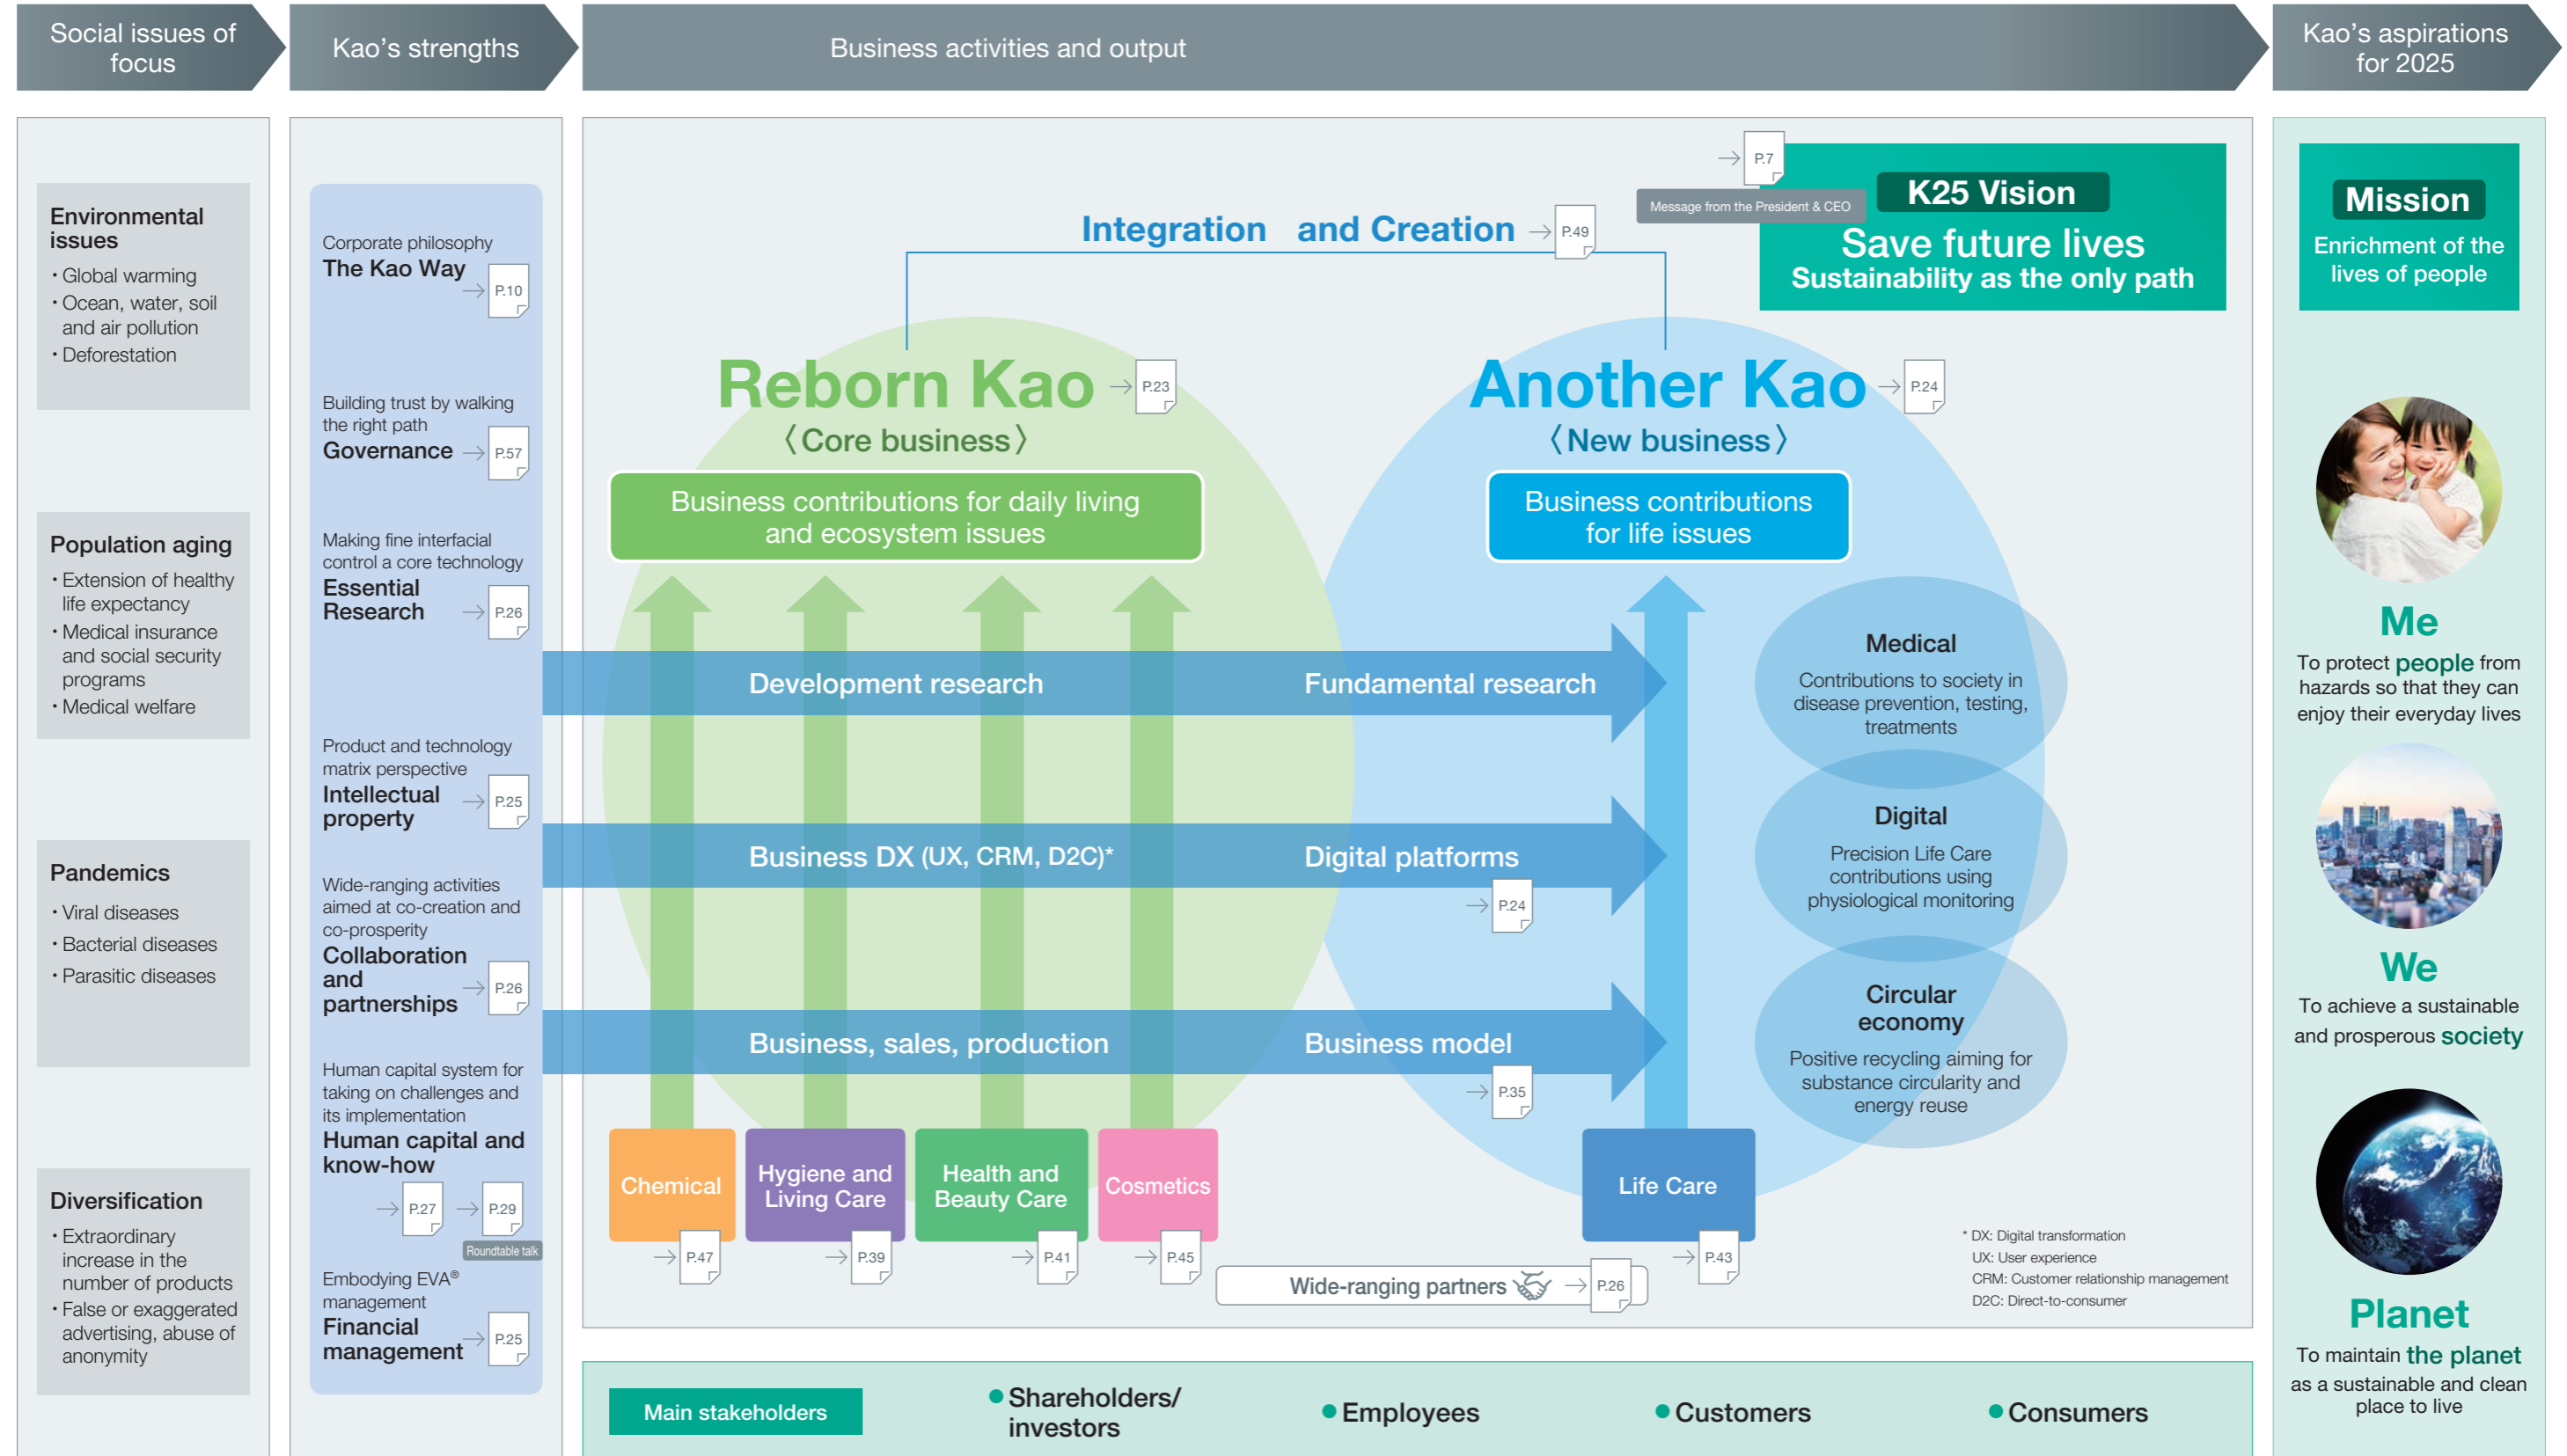 Social issues of
focus
Kao's strengths
Business activities and output
Kao's aspirations
for 2025
Environmental
issues
・Global warming
・Ocean, water, soil
and air pollution
・Deforestation
Population aging
・Extension of healthy
life expectancy
・Medical insurance
and social security
programs
・Medical welfare
Pandemics
・Viral diseases
・Bacterial diseases
・Parasitic diseases
Diversification
・Extraordinary
increase in the
number of products
・False or exaggerated
advertising, abuse of
anonymity
Corporate philosophy
The Kao Way
→ P.10
Building trust by walking
the right path
Governance → P.57
Making fine interfacial
control a core technology
Essential
Research → P.26
Product and technology
matrix perspective
Intellectual
property → P.25
Wide-ranging activities
aimed at co-creation and
co-prosperity
Collaboration
and
partnerships → P.26
Human capital system for
taking on challenges and
its implementation
Human capital and
know-how
→ P.27 → P.29
Roundtable talk
Embodying EVA®
management
Financial
management → P.25
→ P.7
Message from the President & CEO
K25 Vision
Save future lives
Sustainability as the only path
Integration and Creation → P.49
Reborn Kao → P.23
〈Core business〉
Business contributions for daily living
and ecosystem issues
Another Kao → P.24
〈New business〉
Business contributions
for life issues
Development research
Fundamental research
Business DX (UX, CRM, D2C)*
Digital platforms
→ P.24
Business, sales, production
Business model
→ P.35
Medical
Contributions to society in
disease prevention, testing,
treatments
Digital
Precision Life Care
contributions using
physiological monitoring
Circular
economy
Positive recycling aiming for
substance circularity and
energy reuse
Chemical
→ P.47
Hygiene and
Living Care
→ P.39
Health and
Beauty Care
→ P.41
Cosmetics
→ P.45
Life Care
→ P.43
Wide-ranging partners → P.26
* DX: Digital transformation
UX: User experience
CRM: Customer relationship management
D2C: Direct-to-consumer
Main stakeholders
● Shareholders/
investors
● Employees
● Customers
● Consumers
Mission
Enrichment of the
lives of people
Me
To protect people from
hazards so that they can
enjoy their everyday lives
We
To achieve a sustainable
and prosperous society
Planet
To maintain the planet
as a sustainable and clean
place to live